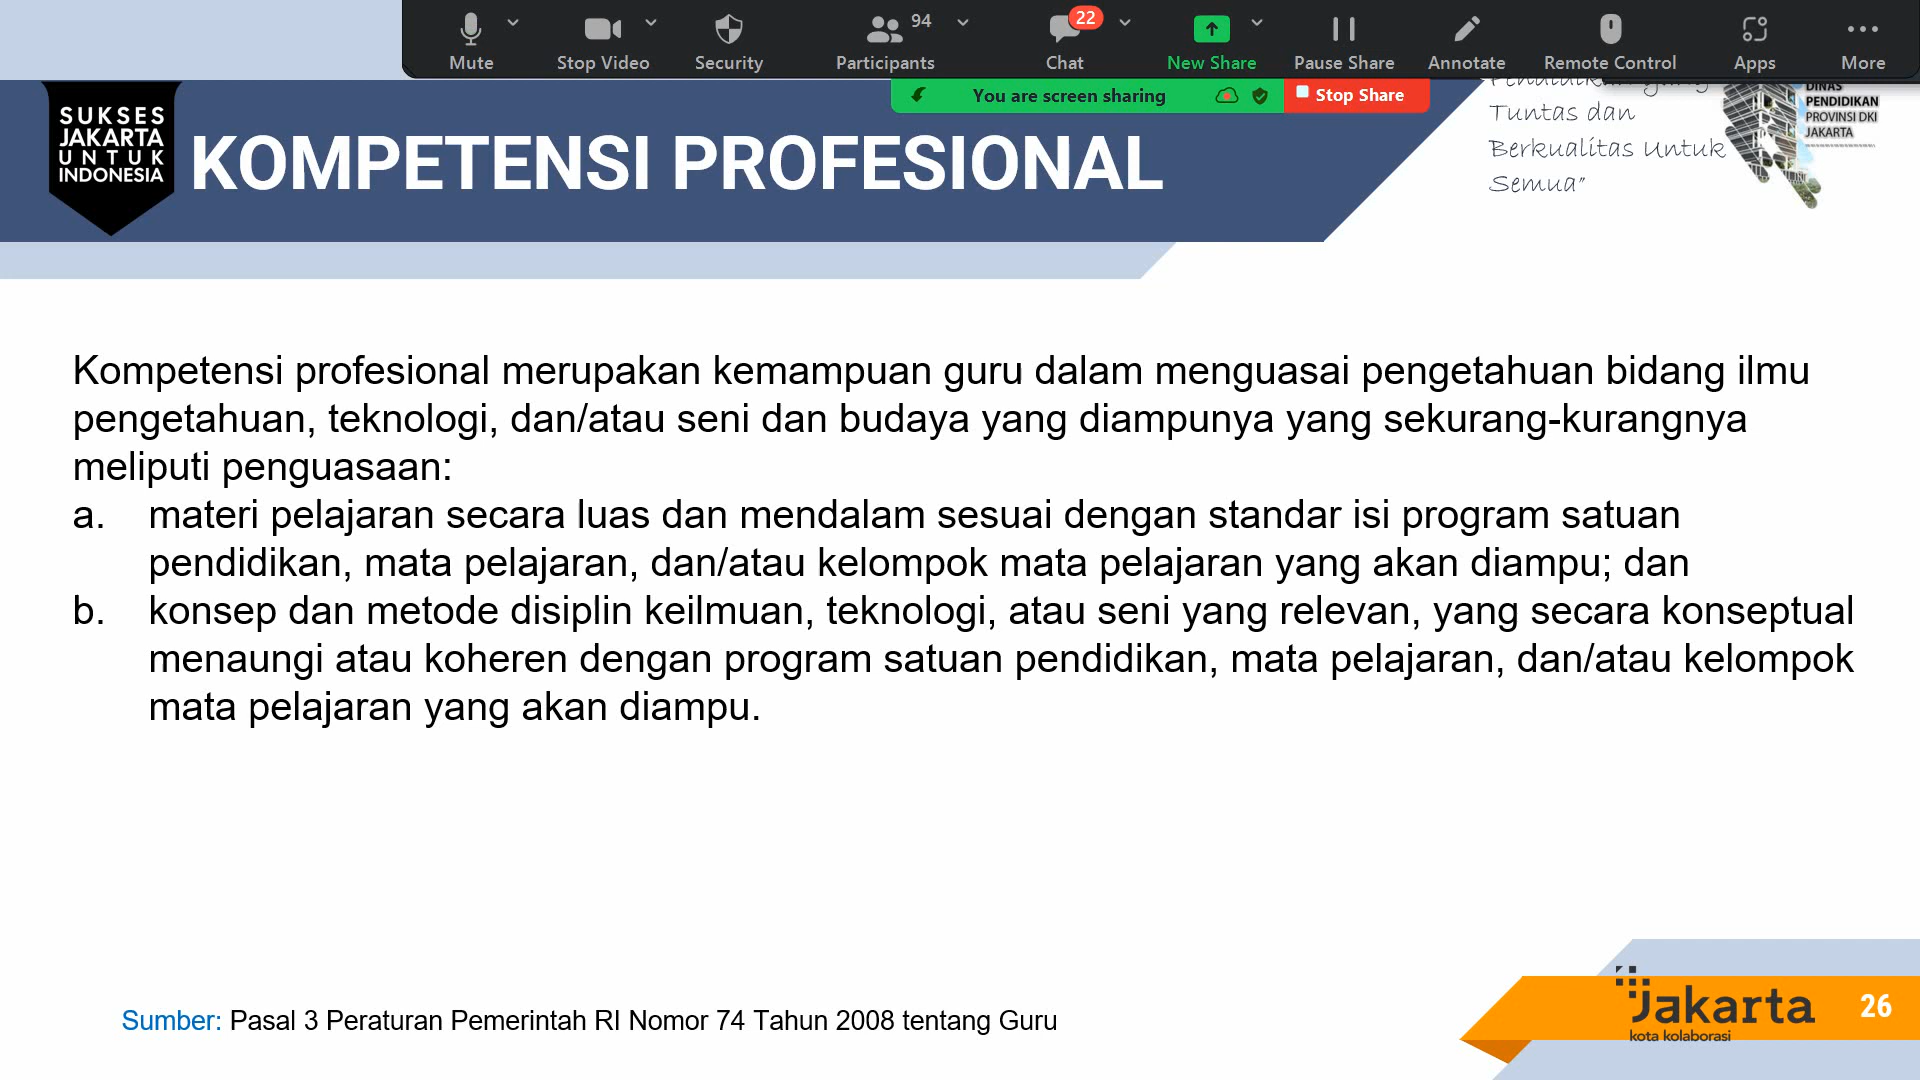 94
22
Mute
Stop Video
Security
Participants
Chat
New Share
Pause Share
Annotate
Remote Control
Apps
More
You are screen sharing
Stop Share
SUKSES
JAKARTA
UNTUK
INDONESIA
KOMPETENSI PROFESIONAL
Tuntas dan
Berkualitas Untuk
Semua"
DINAS
PENDIDIKAN
PROVINSI DKI
JAKARTA
Kompetensi profesional merupakan kemampuan guru dalam menguasai pengetahuan bidang ilmu
pengetahuan, teknologi, dan/atau seni dan budaya yang diampunya yang sekurang-kurangnya
meliputi penguasaan:
a. materi pelajaran secara luas dan mendalam sesuai dengan standar isi program satuan
pendidikan, mata pelajaran, dan/atau kelompok mata pelajaran yang akan diampu; dan
b. konsep dan metode disiplin keilmuan, teknologi, atau seni yang relevan, yang secara konseptual
menaungi atau koheren dengan program satuan pendidikan, mata pelajaran, dan/atau kelompok
mata pelajaran yang akan diampu.
Sumber: Pasal 3 Peraturan Pemerintah RI Nomor 74 Tahun 2008 tentang Guru
Jakarta
kota kolaborasi
26